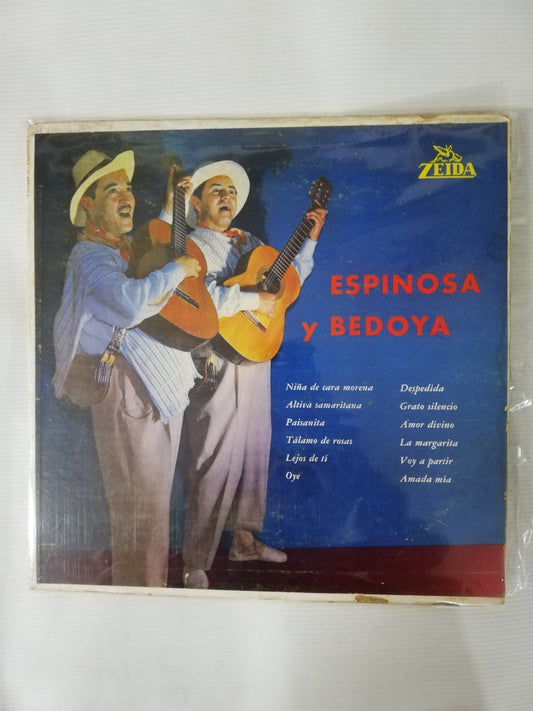 ZEIDA
ESPINOSA
y BEDOYA
Niña de cara morena
Altiva samaritana
Paisanita
Tálamo de rosas
Lejos de ti
Oye
Despedida
Grato silencio
Amor divino
La margarita
Voy a partir
Amada mía